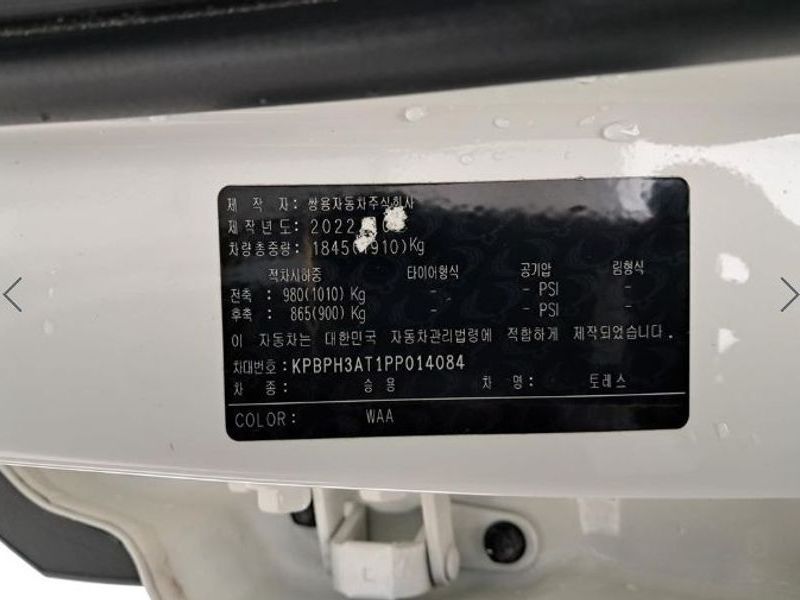 제 작 자: 쌍용자동차주식회사
제작년도: 2022
차량총중량: 1845(1910)Kg
적차시하중 타이어형식 공기압 림형식
전축 : 980(1010) Kg - - PSI -
후축 : 865(900) Kg - - PSI -
이 자동차는 대한민국 자동차관리법령에 적합하게 제작되었습니다.
차대번호: KPBPH3AT1PP014084
차 종: 승 용 차 명: 토레스
COLOR: WAA